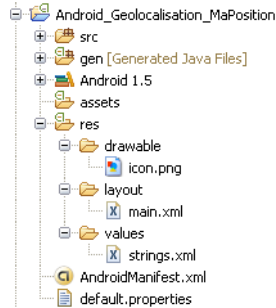 Android_Geolocalisation_MaPosition
src
gen [Generated Java Files]
Android 1.5
assets
res
drawable
icon.png
layout
main.xml
values
strings.xml
AndroidManifest.xml
default.properties